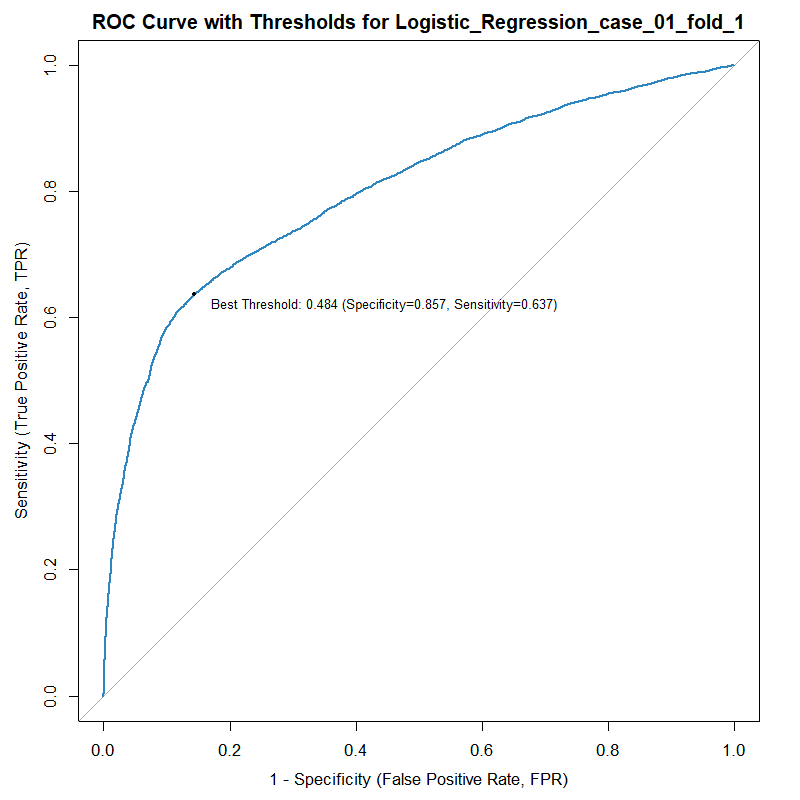 ROC Curve with Thresholds for Logistic_Regression_case_01_fold_1
Sensitivity (True Positive Rate, TPR)
1.0
0.8
0.6
0.4
0.2
0.0
Best Threshold: 0.484 (Specificity=0.857, Sensitivity=0.637)
0.0 0.2 0.4 0.6 0.8 1.0
1 - Specificity (False Positive Rate, FPR)